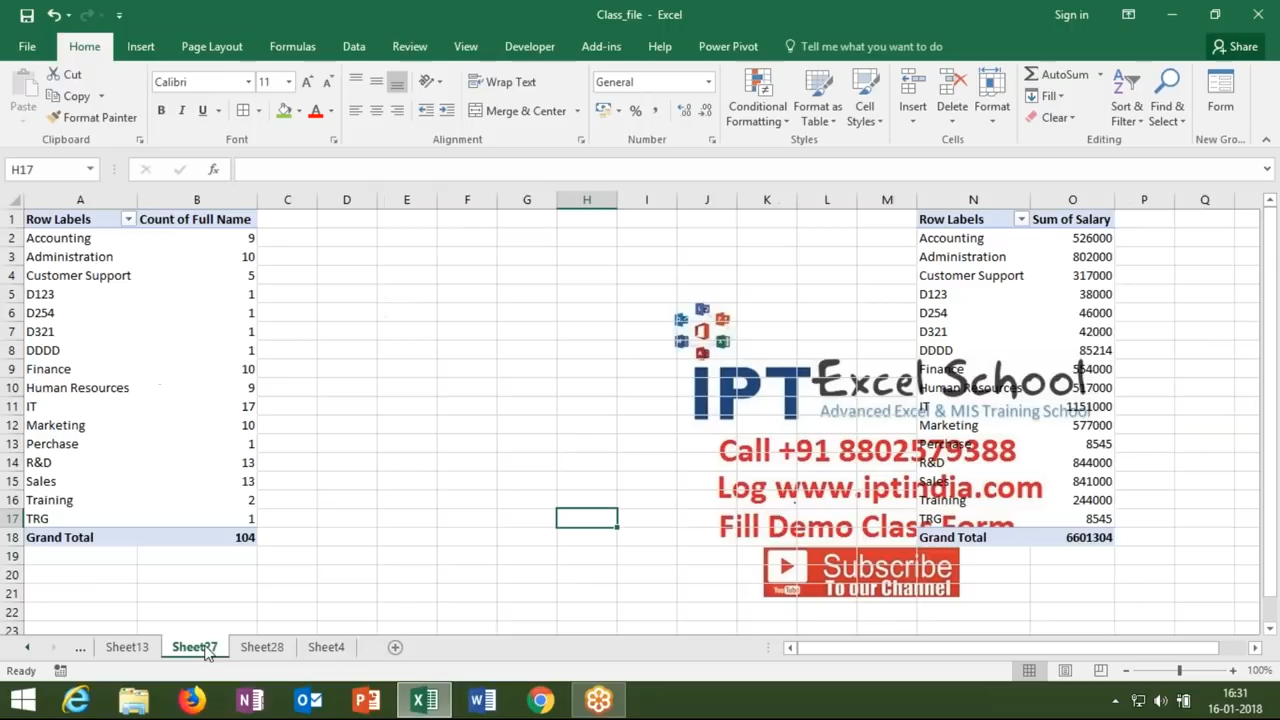 Class_file - Excel
Sign in
File Home Insert Page Layout Formulas Data Review View Developer Add-ins Help Power Pivot Tell me what you want to do Share
Paste
Cut
Copy
Format Painter
Clipboard
Calibri 11
B I U
Font
Wrap Text
Merge & Center
Alignment
General
%
Number
Conditional Formatting
Format as Table
Cell Styles
Styles
Insert
Delete
Format
Cells
AutoSum
Fill
Clear
Sort & Filter
Find & Select
Editing
Form
New Gro...
H17
fx
A B C D E F G H I J K L M N O P Q
1 Row Labels Count of Full Name Row Labels Sum of Salary
2 Accounting 9 Accounting 526000
3 Administration 10 Administration 802000
4 Customer Support 5 Customer Support 317000
5 D123 1 D123 38000
6 D254 1 D254 46000
7 D321 1 D321 42000
8 DDDD 1 DDDD 85214
9 Finance 10 Finance 554000
10 Human Resources 9 Human Resources 517000
11 IT 17 IT 1151000
12 Marketing 10 Marketing 577000
13 Perchase 1 Perchase 8545
14 R&D 13 R&D 844000
15 Sales 13 Sales 841000
16 Training 2 Training 244000
17 TRG 1 TRG 8545
18 Grand Total 104 Grand Total 6601304
19
20
21
22
23
IPT Excel School
Advanced Excel & MIS Training School
Call +91 8802579388
Log www.iptindia.com
Fill Demo Class Form
YouTube
Subscribe
To our Channel
... Sheet13 Sheet27 Sheet28 Sheet4
Ready
100%
16:31
16-01-2018